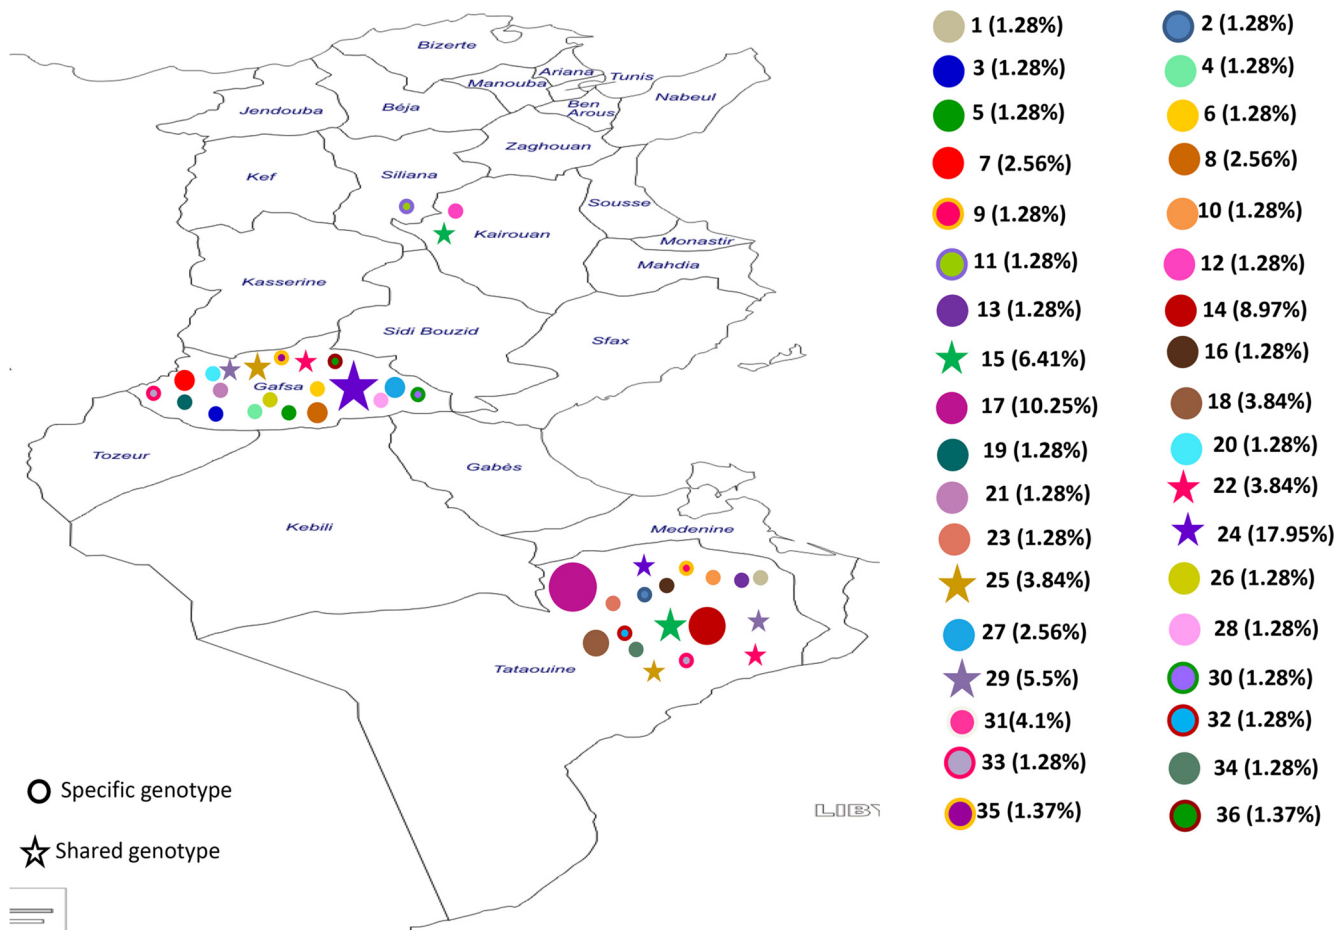 Bizerte
Ariana
Tunis
Manouba
Nabeul
Jendouba
Béja
Ben
Arous
Zaghouan
Kef
Siliana
Sousse
Kairouan
Monastir
Mahdia
Kasserine
Sidi Bouzid
Sfax
Gafsa
Tozeur
Gabès
Kebili
Medenine
Tataouine
LIBY
Specific genotype
Shared genotype
1 (1.28%)
2 (1.28%)
3 (1.28%)
4 (1.28%)
5 (1.28%)
6 (1.28%)
7 (2.56%)
8 (2.56%)
9 (1.28%)
10 (1.28%)
11 (1.28%)
12 (1.28%)
13 (1.28%)
14 (8.97%)
15 (6.41%)
16 (1.28%)
17 (10.25%)
18 (3.84%)
19 (1.28%)
20 (1.28%)
21 (1.28%)
22 (3.84%)
23 (1.28%)
24 (17.95%)
25 (3.84%)
26 (1.28%)
27 (2.56%)
28 (1.28%)
29 (5.5%)
30 (1.28%)
31(4.1%)
32 (1.28%)
33 (1.28%)
34 (1.28%)
35 (1.37%)
36 (1.37%)